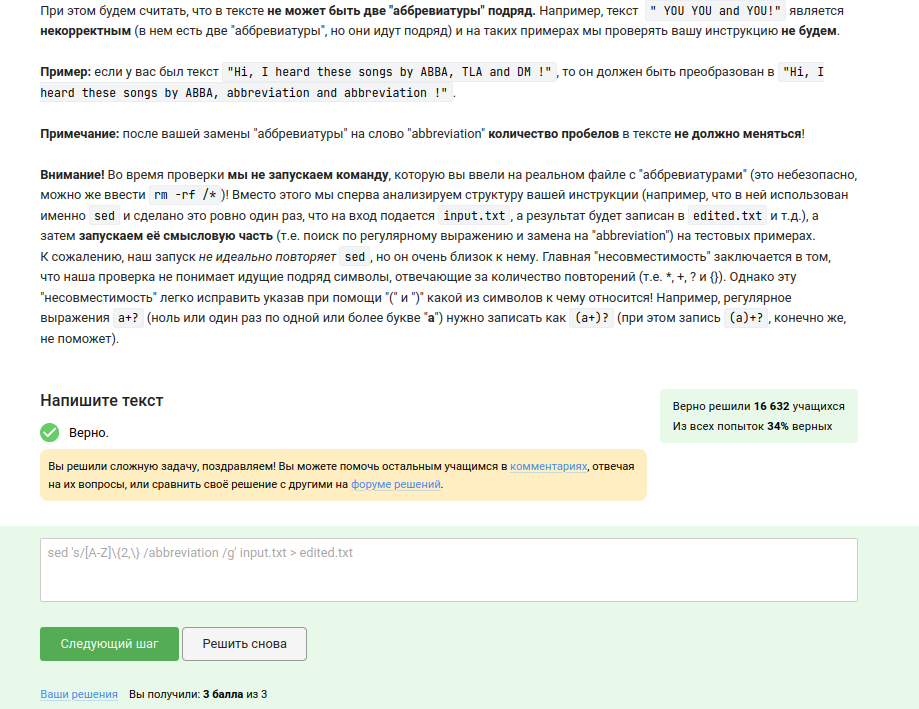 При этом будем считать, что в тексте не может быть две "аббревиатуры" подряд. Например, текст " YOU YOU and YOU!" является
некорректным (в нем есть две "аббревиатуры", но они идут подряд) и на таких примерах мы проверять вашу инструкцию не будем.
Пример: если у вас был текст "Hi, I heard these songs by ABBA, TLA and DM !", то он должен быть преобразован в "Hi, I
heard these songs by ABBA, abbreviation and abbreviation !".
Примечание: после вашей замены "аббревиатуры" на слово "abbreviation" количество пробелов в тексте не должно меняться!
Внимание! Во время проверки мы не запускаем команду, которую вы ввели на реальном файле с "аббревиатурами" (это небезопасно,
можно же ввести rm -rf /*)! Вместо этого мы сперва анализируем структуру вашей инструкции (например, что в ней использован
именно sed и сделано это ровно один раз, что на вход подается input.txt, а результат будет записан в edited.txt и т.д.), а
затем запускаем её смысловую часть (т.е. поиск по регулярному выражению и замена на "abbreviation") на тестовых примерах.
К сожалению, наш запуск не идеально повторяет sed, но он очень близок к нему. Главная "несовместимость" заключается в том,
что наша проверка не понимает идущие подряд символы, отвечающие за количество повторений (т.е. *, +, ? и {}). Однако эту
"несовместимость" легко исправить указав при помощи "(" и ")" какой из символов к чему относится! Например, регулярное
выражения a+? (ноль или один раз по одной или более букве "a") нужно записать как (a+)? (при этом запись (a)+?, конечно же,
не поможет).
Напишите текст
Верно решили 16 632 учащихся
Из всех попыток 34% верных
Верно.
Вы решили сложную задачу, поздравляем! Вы можете помочь остальным учащимся в комментариях, отвечая
на их вопросы, или сравнить своё решение с другими на форуме решений.
sed 's/[A-Z]\{2,\} /abbreviation /g' input.txt > edited.txt
Следующий шаг
Решить снова
Ваши решения Вы получили: 3 балла из 3